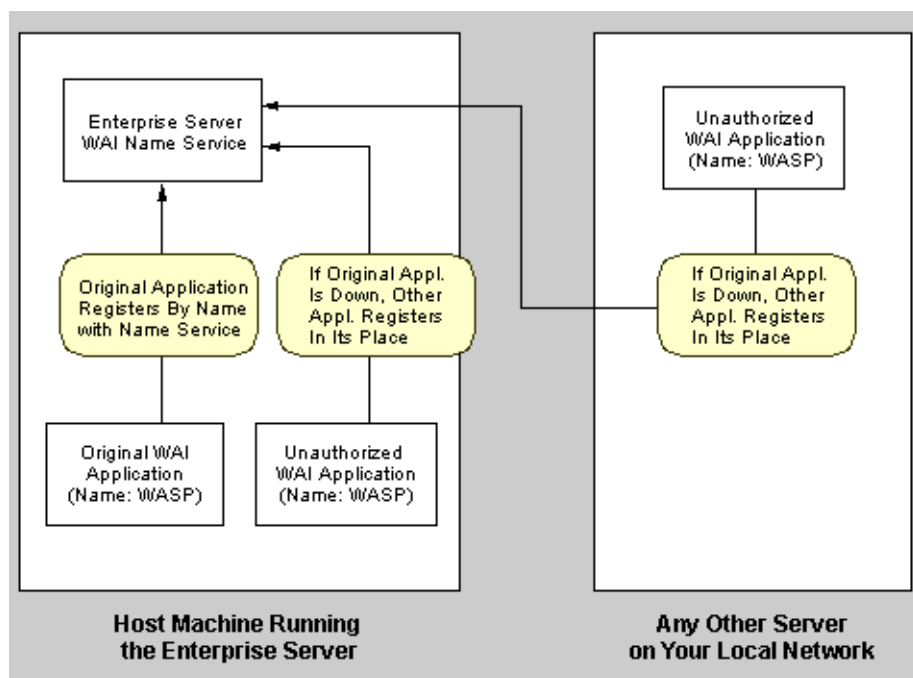 Enterprise Server
WAI Name Service
Unauthorized
WAI Application
(Name: WASP)
Original Application
Registers By Name
with Name Service
If Original Appl.
Is Down, Other
Appl. Registers
In Its Place
If Original Appl.
Is Down, Other
Appl. Registers
In Its Place
Original WAI
Application
(Name: WASP)
Unauthorized
WAI Application
(Name: WASP)
Host Machine Running
the Enterprise Server
Any Other Server
on Your Local Network